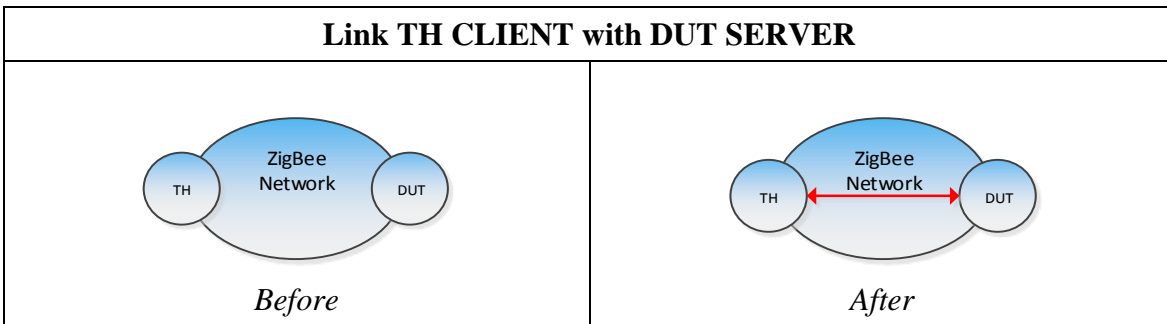 Link TH CLIENT with DUT SERVER
ZigBee
Network
TH
DUT
Before
ZigBee
Network
TH
DUT
After